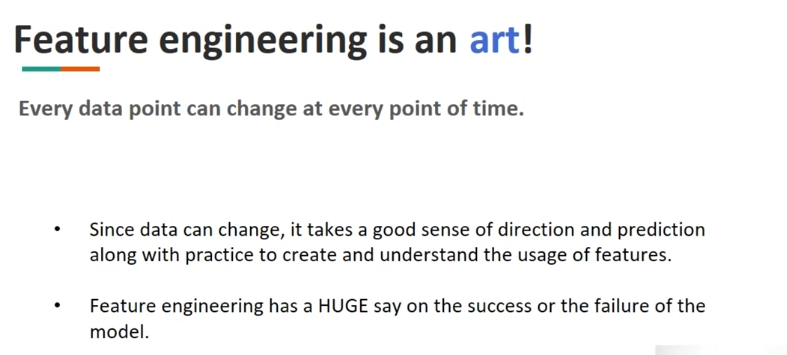 Feature engineering is an art!
Every data point can change at every point of time.
• Since data can change, it takes a good sense of direction and prediction
along with practice to create and understand the usage of features.
• Feature engineering has a HUGE say on the success or the failure of the
model.